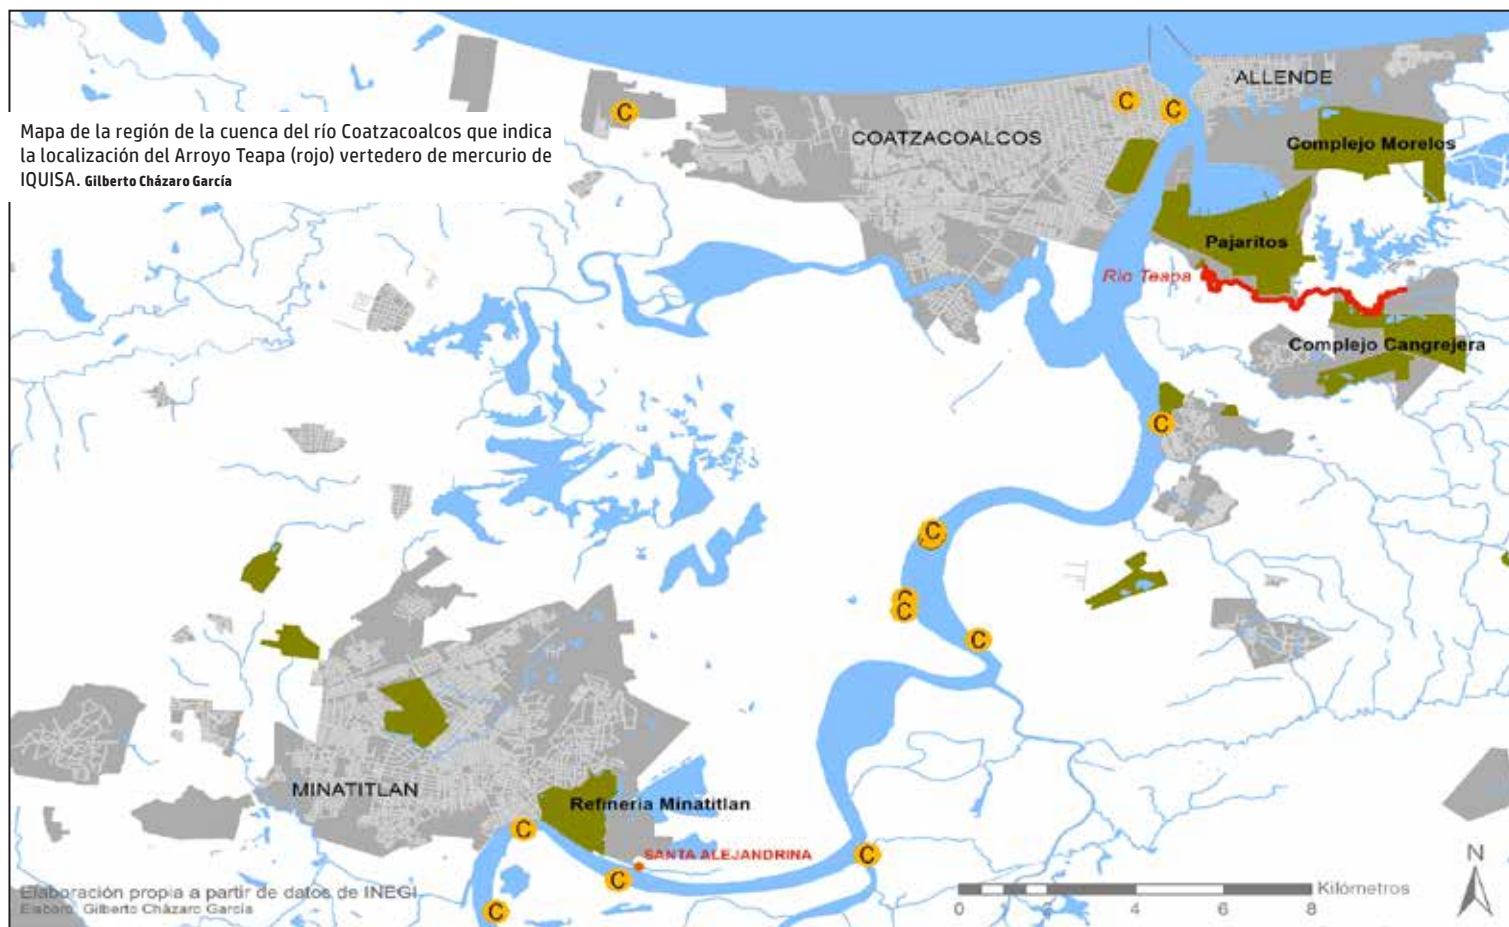 Mapa de la región de la cuenca del río Coatzacoalcos que indica
la localización del Arroyo Teapa (rojo) vertedero de mercurio de
IQUISA. Gilberto Cházaro García
C
C
C
COATZACOALCOS
ALLENDE
Complejo Morelos
Pajaritos
Río Teapa
Complejo Cangrejera
C
C
C
C
C
MINATITLAN
Refinería Minatitlan
C
SANTA ALEJANDRINA
C
C
C
Elaboración propia a partir de datos de INEGI
Elaboró: Gilberto Cházaro García
Kilómetros
0 2 4 6 8
N